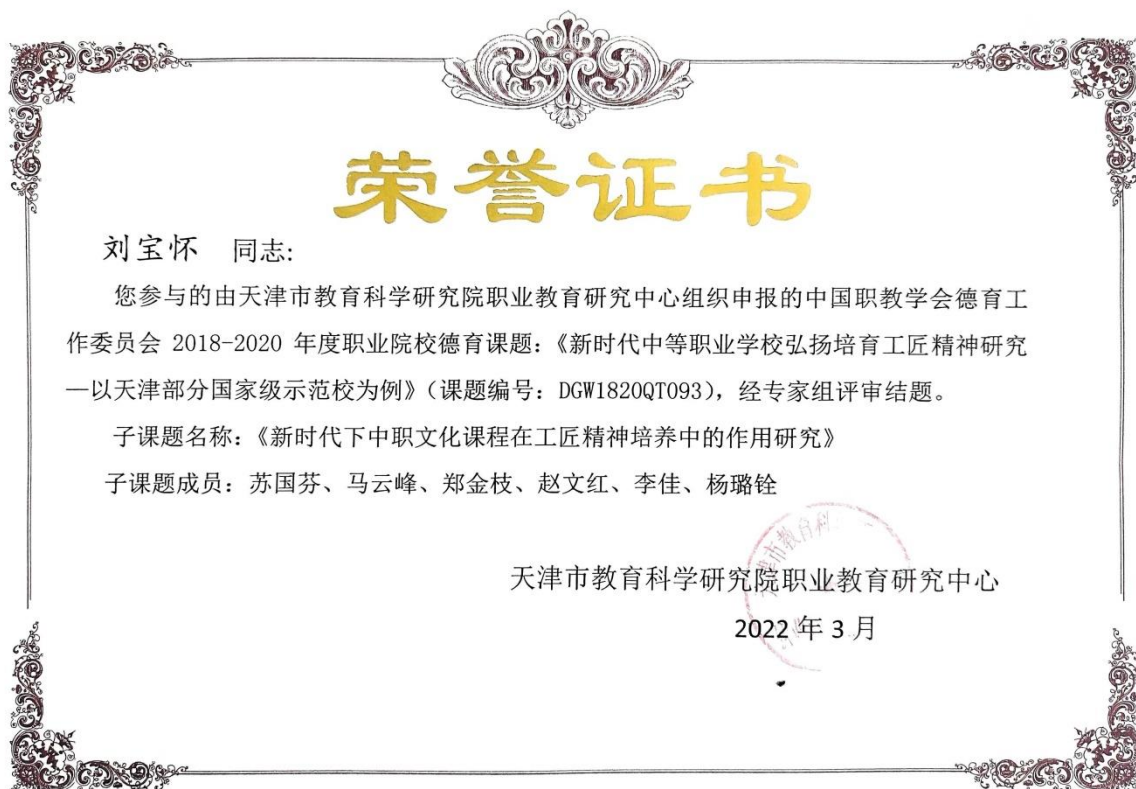 荣誉证书
刘宝怀 同志:
您参与的由天津市教育科学研究院职业教育研究中心组织申报的中国职教学会德育工
作委员会 2018-2020 年度职业院校德育课题:《新时代中等职业学校弘扬培育工匠精神研究
—以天津部分国家级示范校为例》(课题编号: DGW1820QT093), 经专家组评审结题。
子课题名称:《新时代下中职文化课程在工匠精神培养中的作用研究》
子课题成员: 苏国芬、马云峰、郑金枝、赵文红、李佳、杨璐铨
天津市教育科
天津市教育科学研究院职业教育研究中心
2022 年 3 月